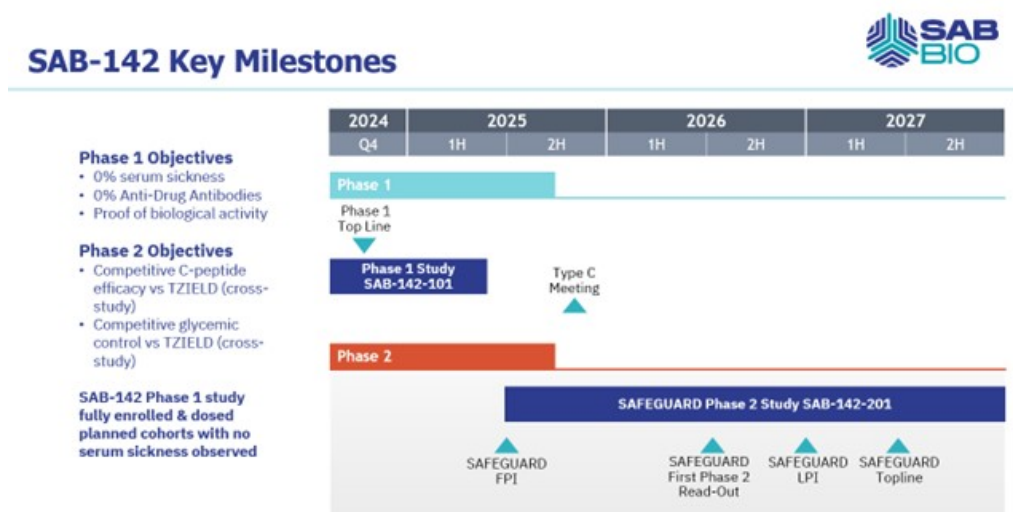 SAB-142 Key Milestones
SAB
BIO
Phase 1 Objectives
• 0% serum sickness
• 0% Anti-Drug Antibodies
• Proof of biological activity
Phase 2 Objectives
• Competitive C-peptide
efficacy vs TZIELD (cross-
study)
• Competitive glycemic
control vs TZIELD (cross-
study)
SAB-142 Phase 1 study
fully enrolled & dosed
planned cohorts with no
serum sickness observed
2024 2025 2026 2027
Q4 1H 2H 1H 2H 1H 2H
Phase 1
Phase 1
Top Line
Phase 1 Study
SAB-142-101
Type C
Meeting
Phase 2
SAFEGUARD Phase 2 Study SAB-142-201
SAFEGUARD
FPI
SAFEGUARD
First Phase 2
Read-Out
SAFEGUARD
LPI
SAFEGUARD
Topline